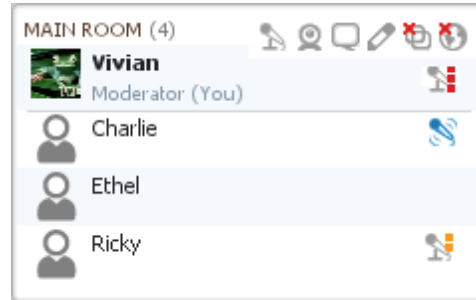 MAIN ROOM (4)
Vivian
Moderator (You)
Charlie
Ethel
Ricky